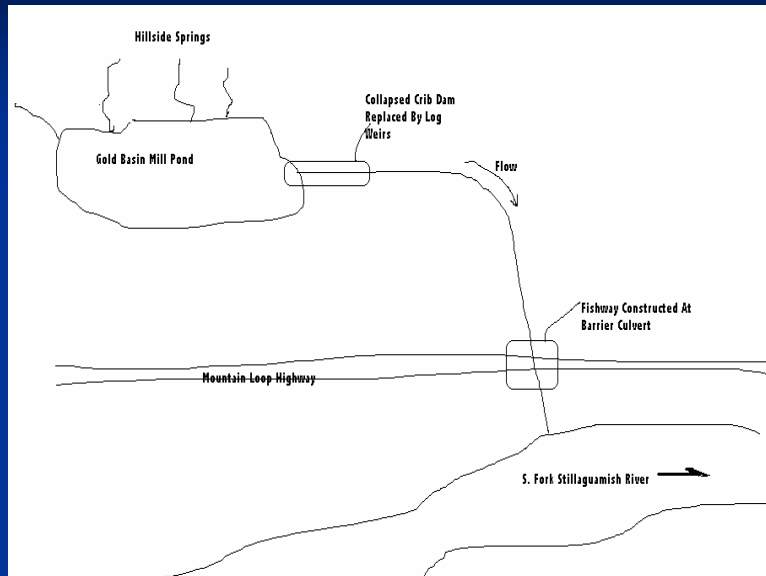 Hillside Springs
Collapsed Crib Dam
Replaced By Log
Weirs
Gold Basin Mill Pond
Flow
Fishway Constructed At
Barrier Culvert
Mountain Loop Highway
S. Fork Stillaguamish River